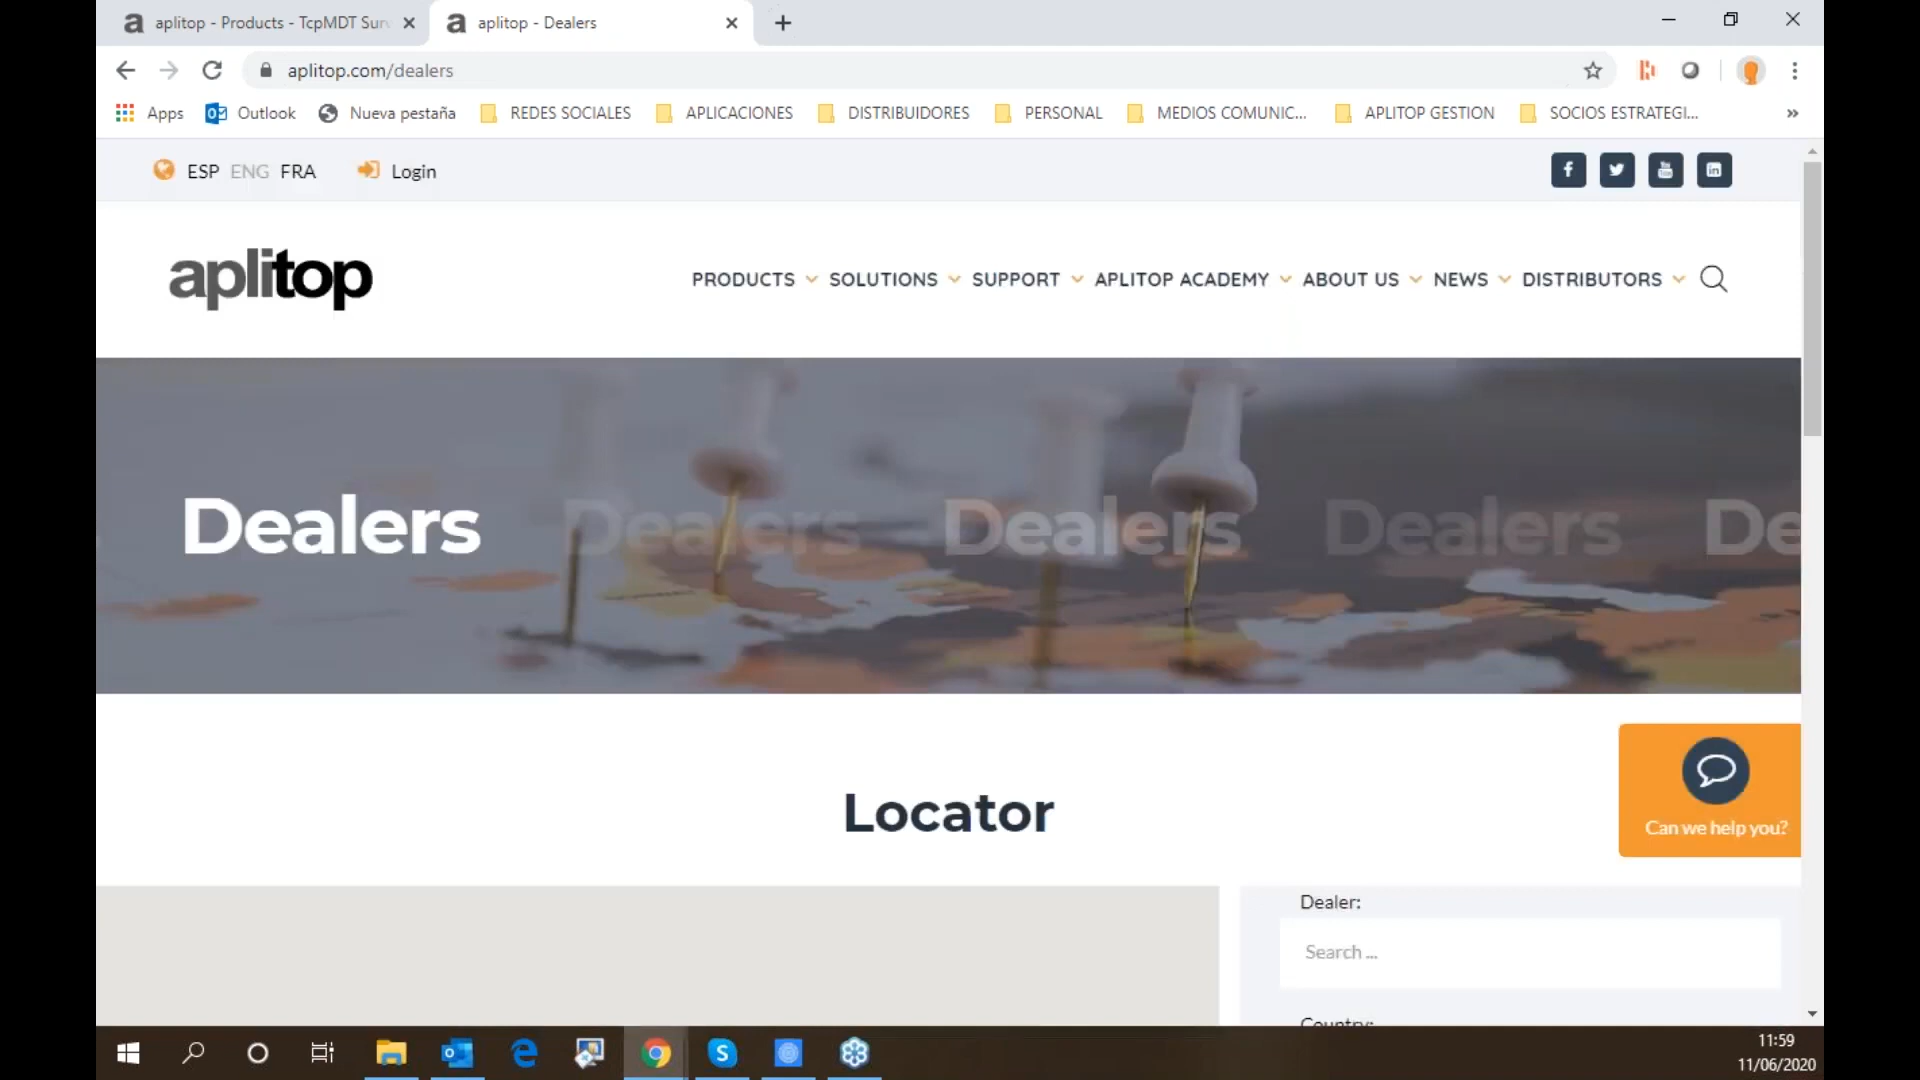 aplitop - Products - TcpMDT Sur
aplitop - Dealers
aplitop.com/dealers
Apps
Outlook
Nueva pestaña
REDES SOCIALES
APLICACIONES
DISTRIBUIDORES
PERSONAL
MEDIOS COMUNIC...
APLITOP GESTION
SOCIOS ESTRATEGI...
»
ESP ENG FRA
Login
aplitop
PRODUCTS
SOLUTIONS
SUPPORT
APLITOP ACADEMY
ABOUT US
NEWS
DISTRIBUTORS
Dealers Dealers Dealers Dealers De
Locator
Can we help you?
Dealer:
Search ...
Country:
11:59
11/06/2020